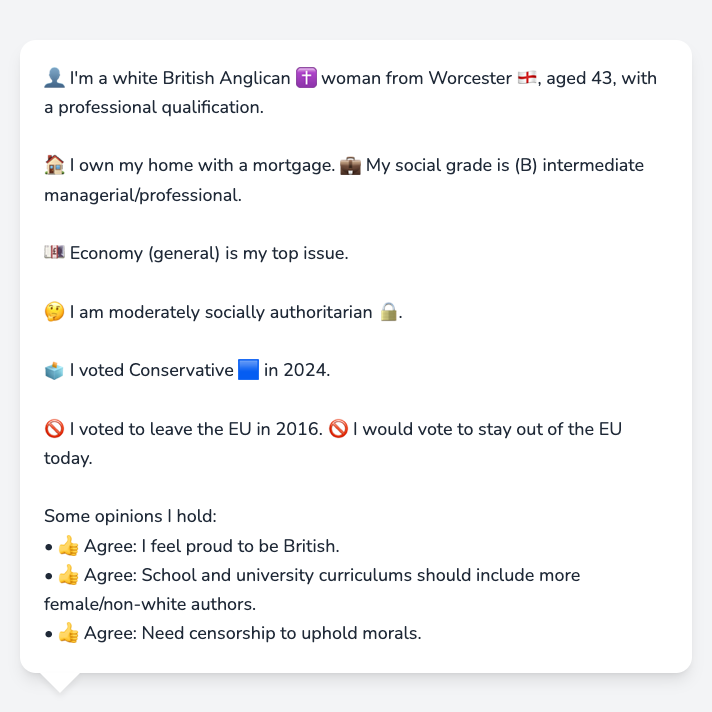 👤 I'm a white British Anglican ✝️ woman from Worcester 🏴󠁧󠁢󠁥󠁮󠁧󠁿, aged 43, with
a professional qualification.
🏠 I own my home with a mortgage. 💼 My social grade is (B) intermediate
managerial/professional.
💷 Economy (general) is my top issue.
🤔 I am moderately socially authoritarian 🔒.
🗳️ I voted Conservative 🟦 in 2024.
🚫 I voted to leave the EU in 2016. 🚫 I would vote to stay out of the EU
today.
Some opinions I hold:
• 👍 Agree: I feel proud to be British.
• 👍 Agree: School and university curriculums should include more
female/non-white authors.
• 👍 Agree: Need censorship to uphold morals.